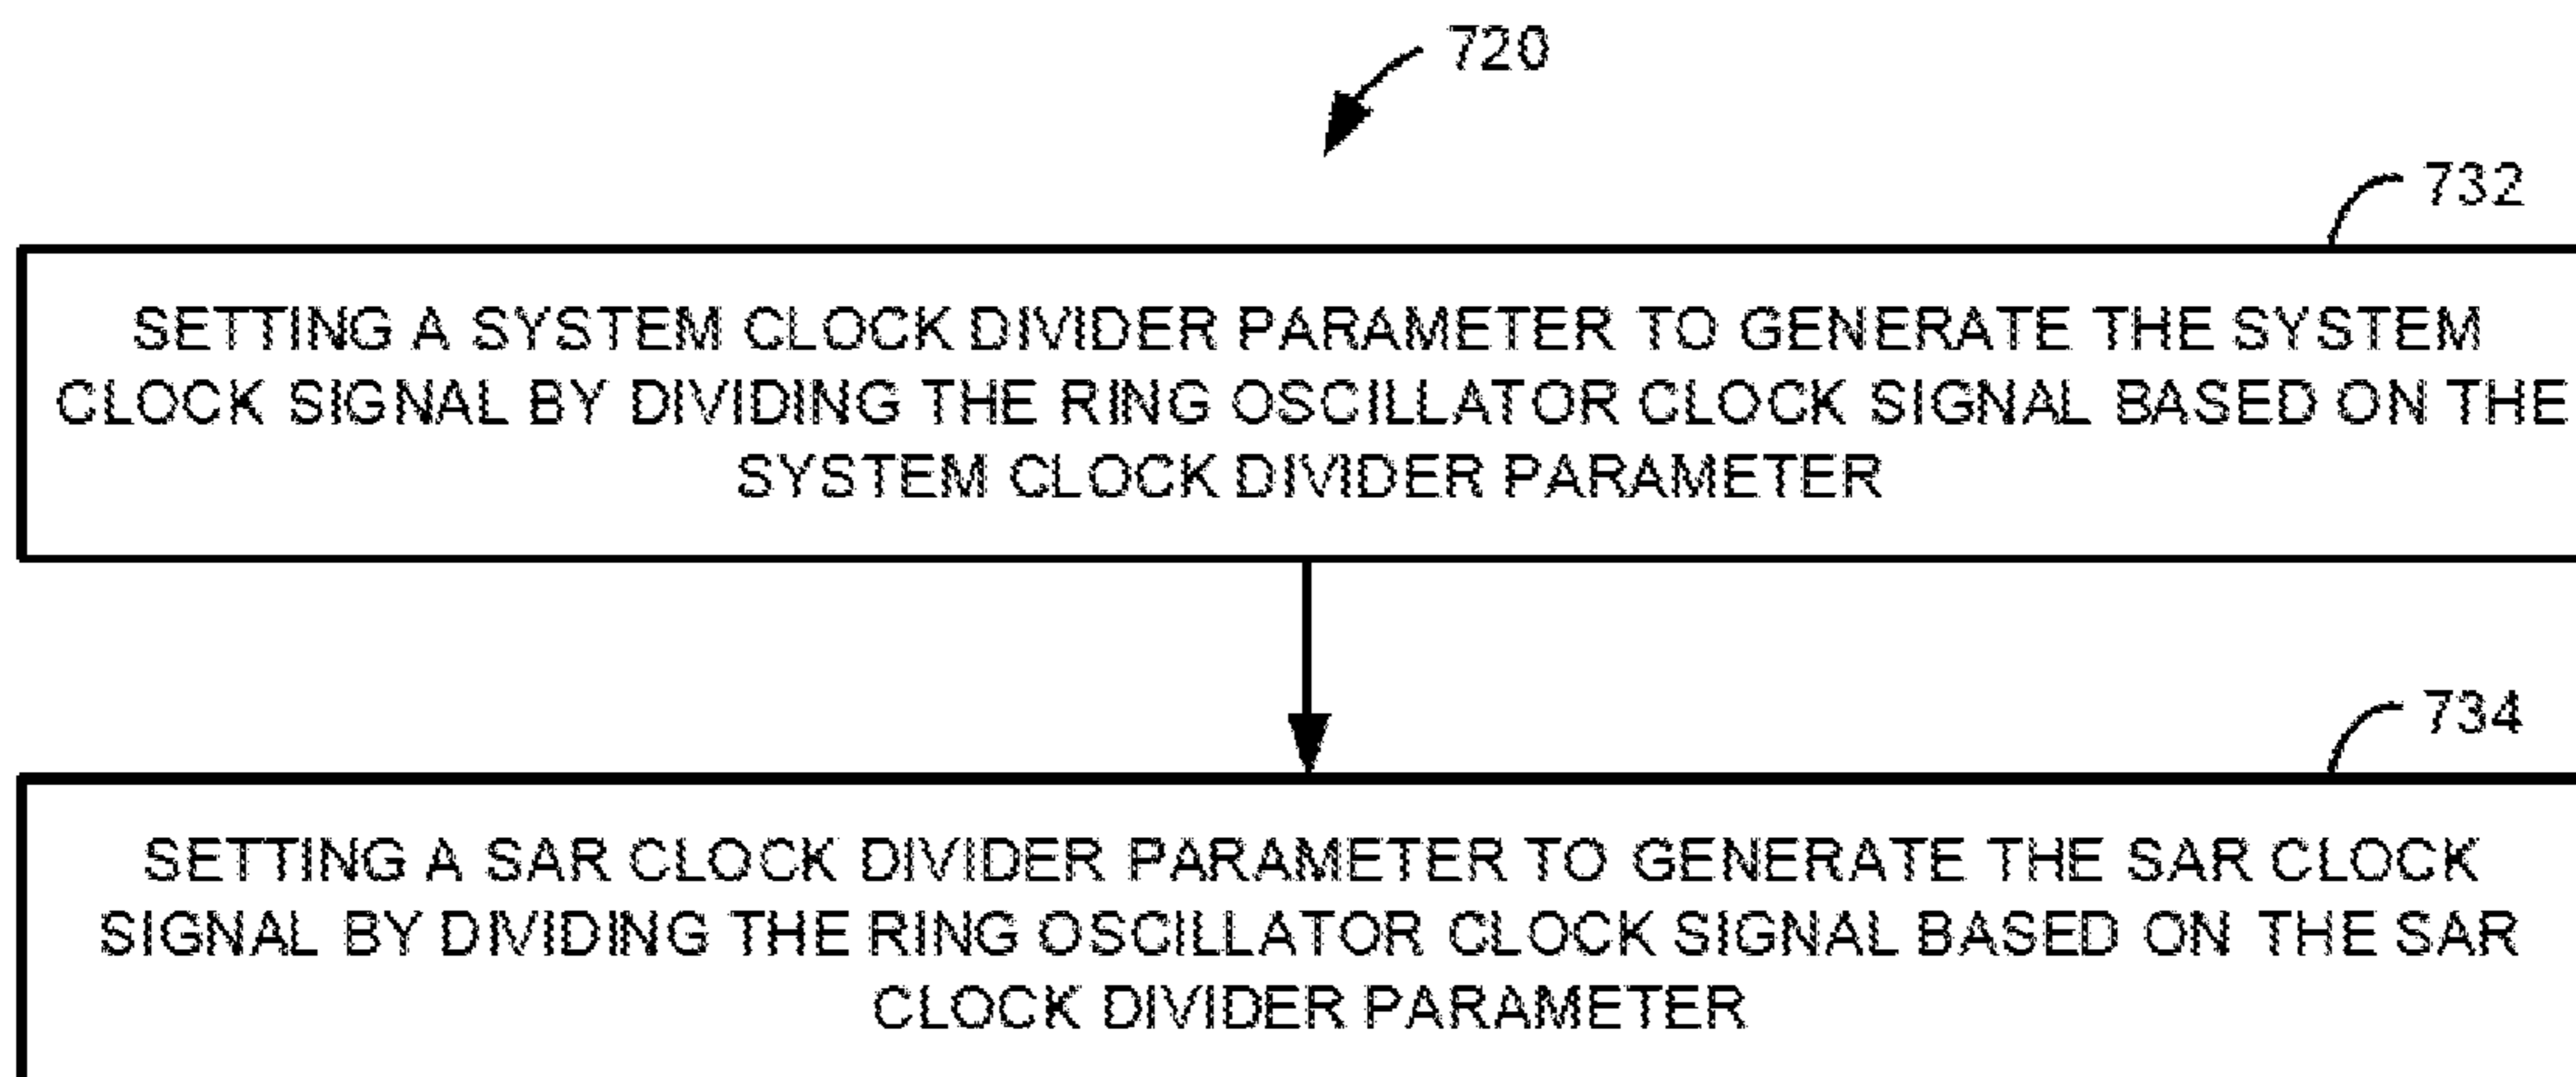 720
732
SETTING A SYSTEM CLOCK DIVIDER PARAMETER TO GENERATE THE SYSTEM
CLOCK SIGNAL BY DIVIDING THE RING OSCILLATOR CLOCK SIGNAL BASED ON THE
SYSTEM CLOCK DIVIDER PARAMETER
734
SETTING A SAR CLOCK DIVIDER PARAMETER TO GENERATE THE SAR CLOCK
SIGNAL BY DIVIDING THE RING OSCILLATOR CLOCK SIGNAL BASED ON THE SAR
CLOCK DIVIDER PARAMETER